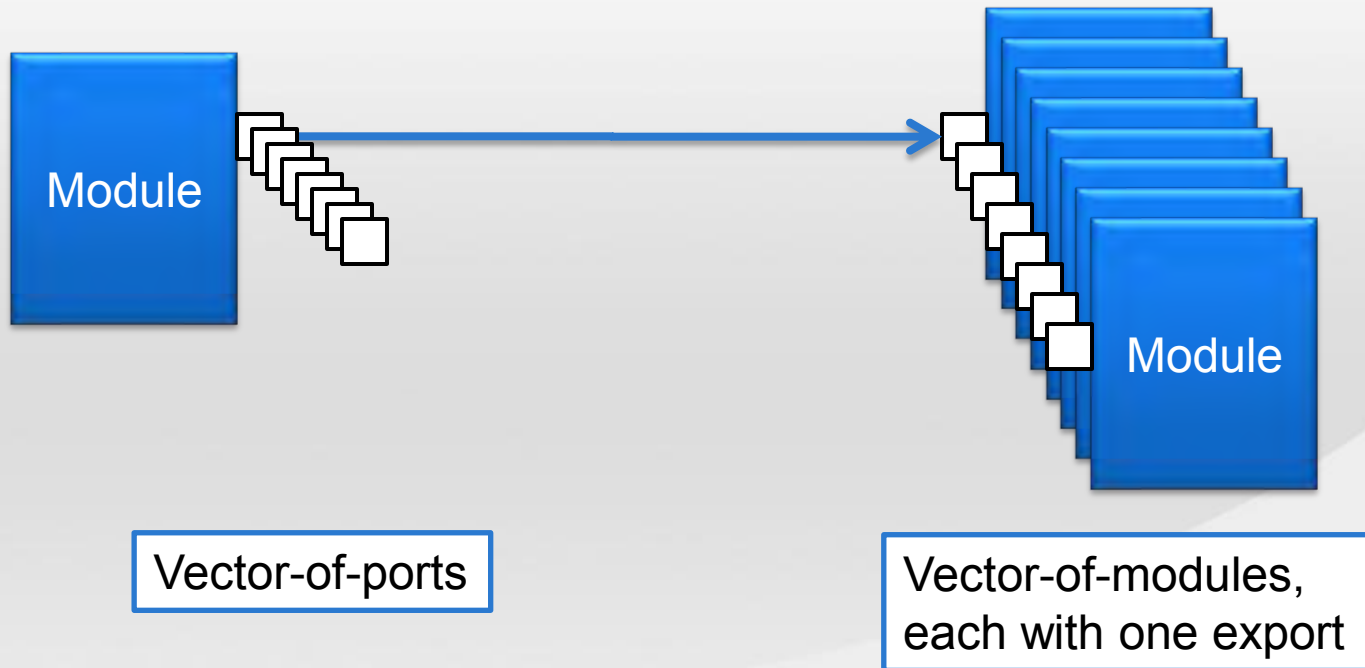 Module
Module
Vector-of-ports
Vector-of-modules,
each with one export